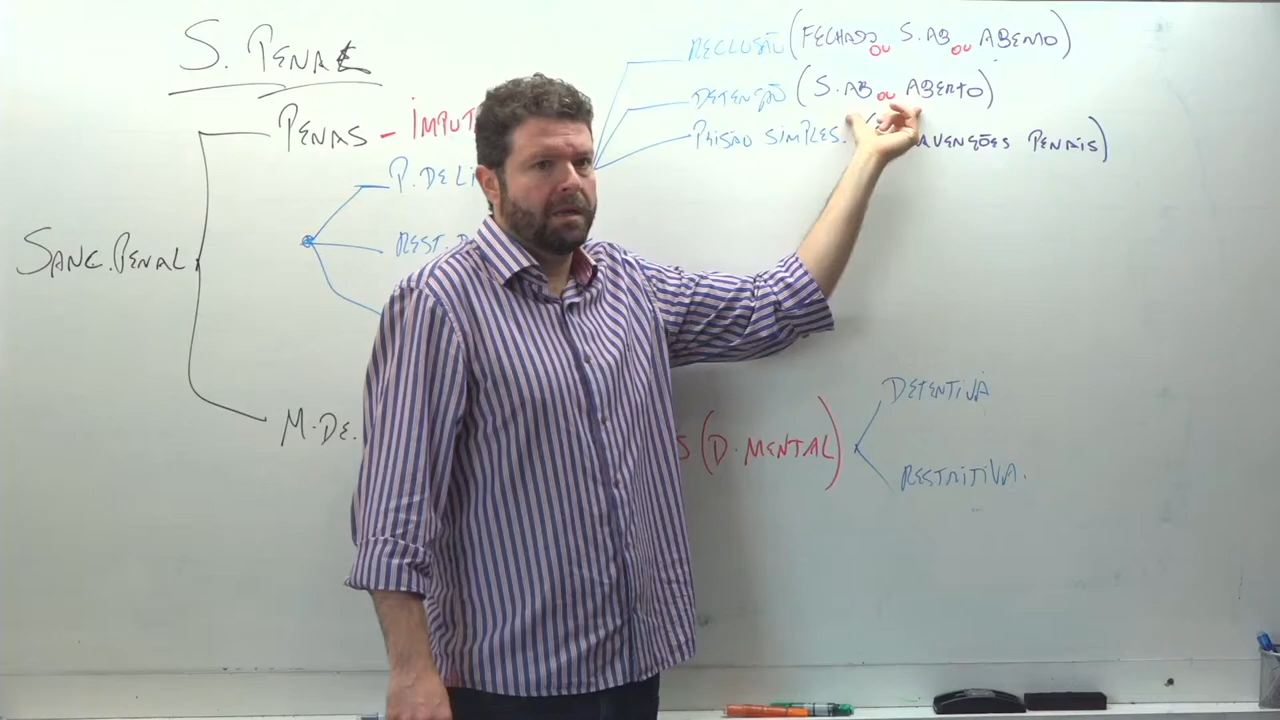 S. PENAL
RECLUSÃO (FECHADO OU S.AB OU ABERTO)
DETENÇÃO (S.AB OU ABERTO)
PRISÃO SIMPLES.
PENAIS)
PENAS - IMPUT
P. DE LI
REST. D
SANC. PENAL
M. DE.
S (D. MENTAL)
DETENTIVA
RESTRITIVA.